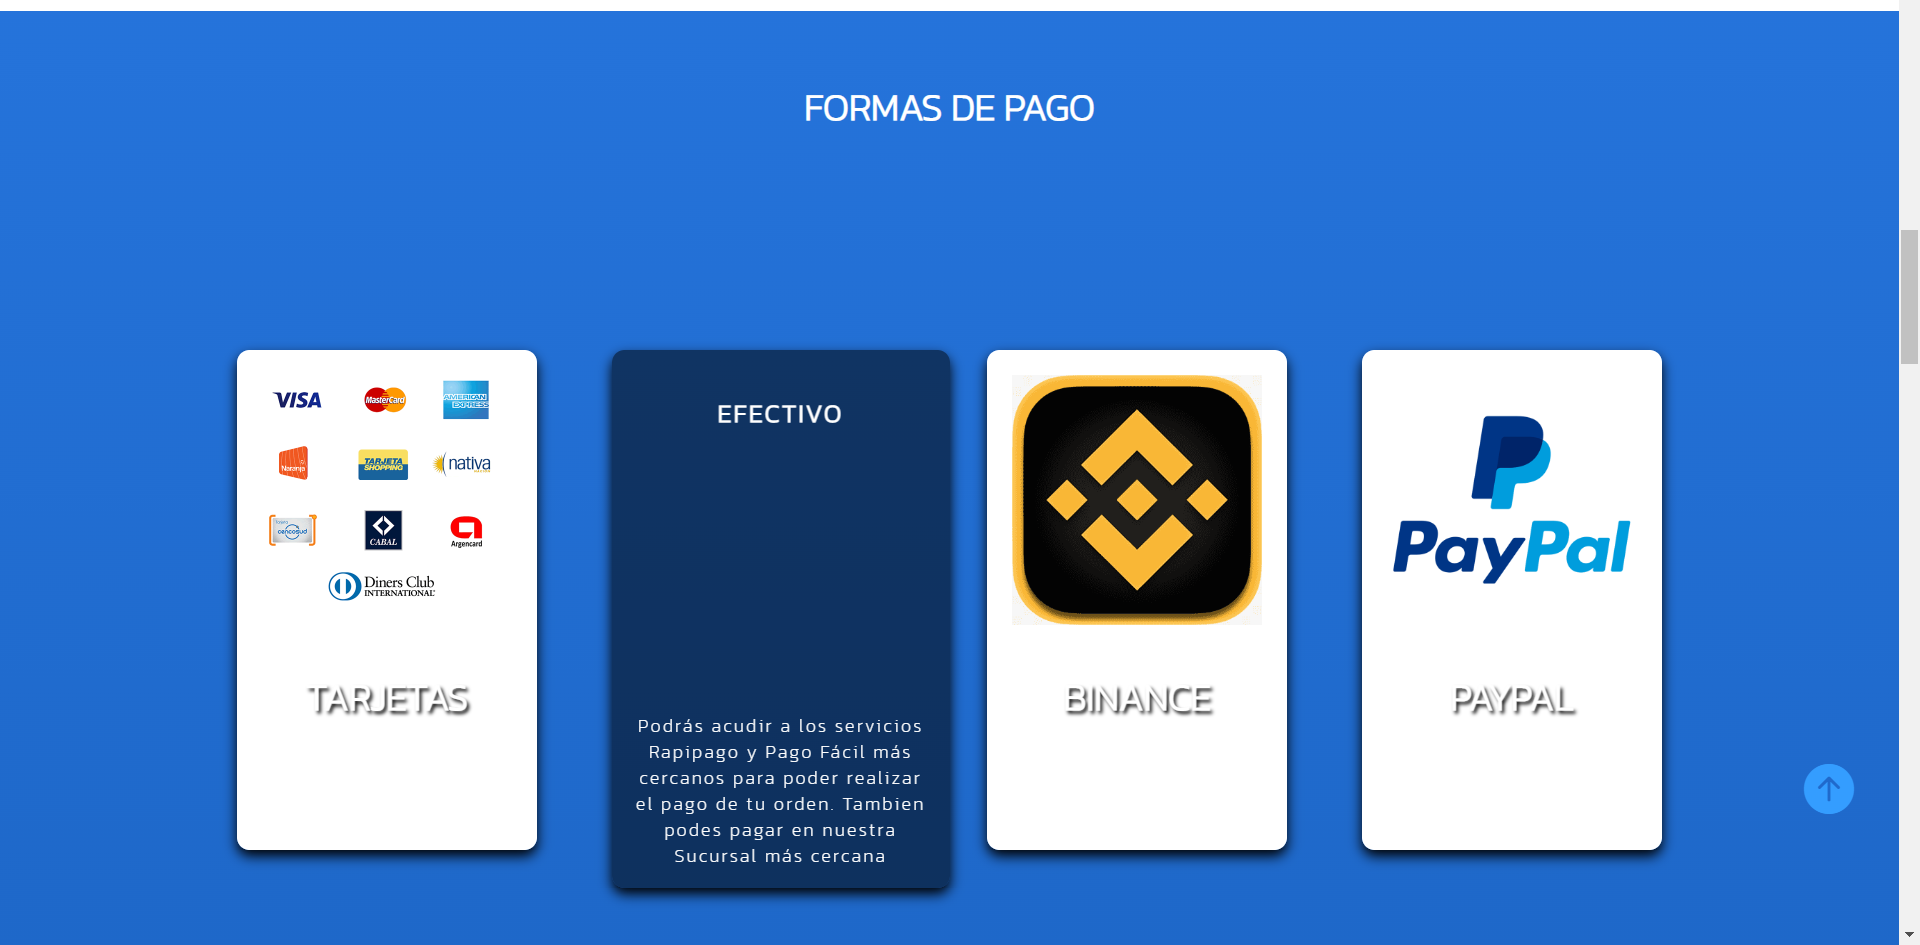 FORMAS DE PAGO
VISA
MasterCard
AMERICAN
EXPRESS
Naranja
TARJETA
SHOPPING
nativa
Tarjeta
cencosud
CABAL
Argencard
Diners Club
INTERNATIONAL
TARJETAS
EFECTIVO
Podrás acudir a los servicios
Rapipago y Pago Fácil más
cercanos para poder realizar
el pago de tu orden. Tambien
podes pagar en nuestra
Sucursal más cercana
BINANCE
PayPal
PAYPAL